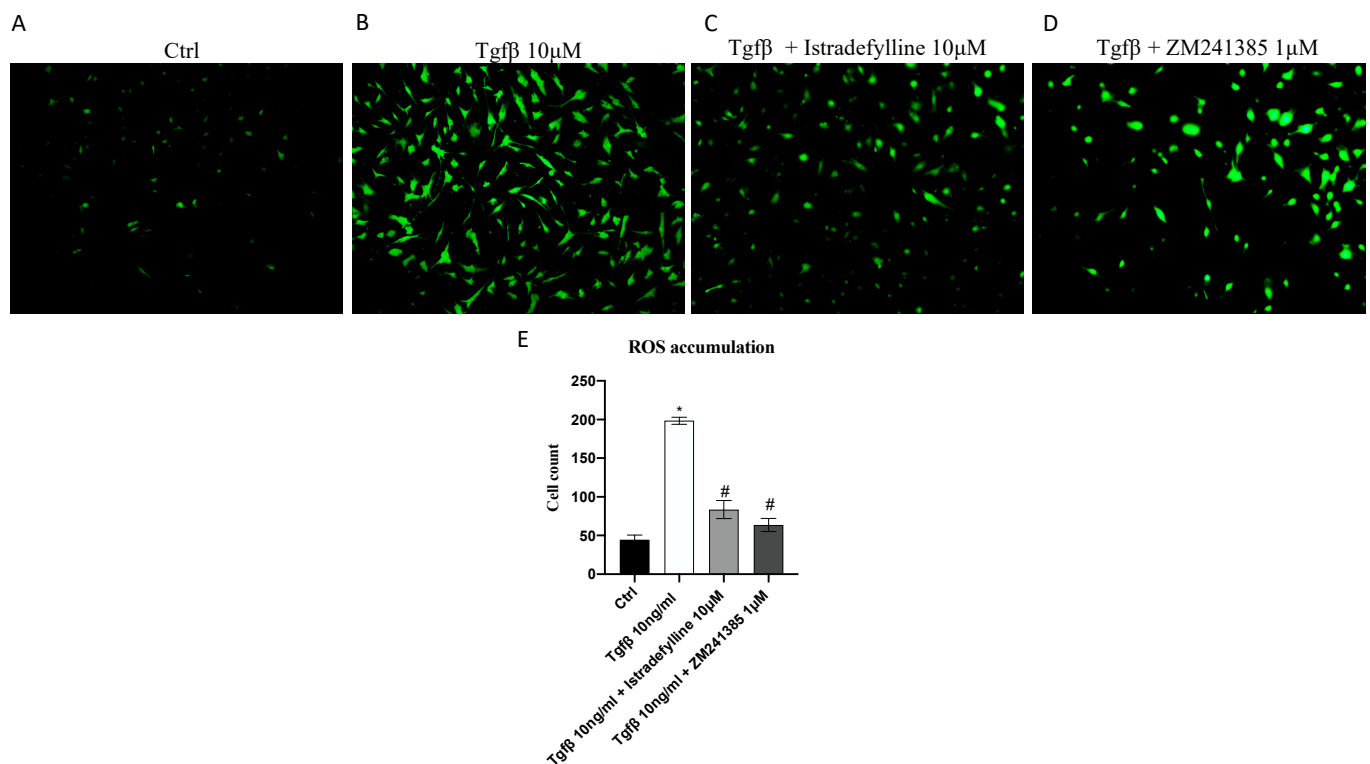 A
Ctrl
B
Tgfβ 10µM
C
Tgfβ + Istradefylline 10µM
D
Tgfβ + ZM241385 1µM
E
ROS accumulation
Cell count
250
200
150
100
50
0
*
#
#
Ctrl
Tgfβ 10ng/ml
Tgfβ 10ng/ml + Istradefylline 10µM
Tgfβ 10ng/ml + ZM241385 1µM